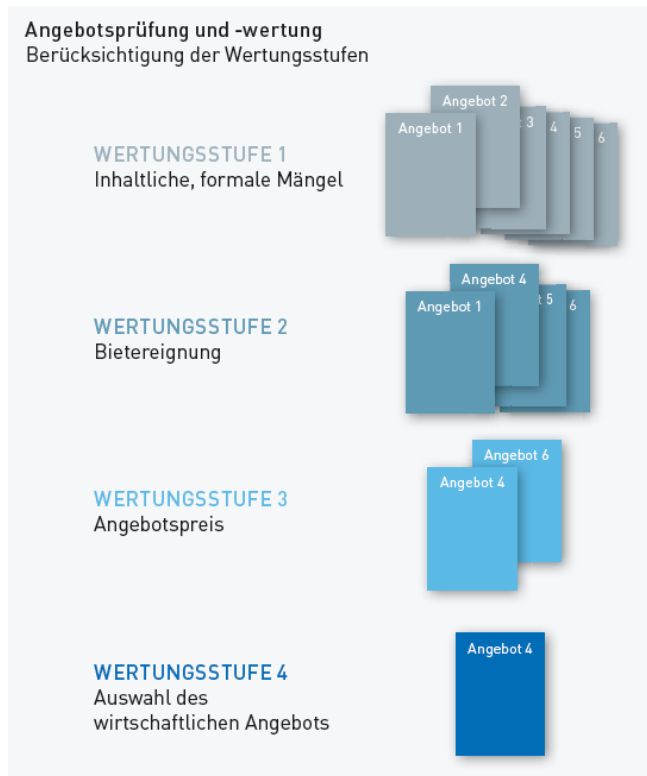 Angebotsprüfung und -wertung
Berücksichtigung der Wertungsstufen
Angebot 2
Angebot 1
t 3
4
5
6
WERTUNGSSTUFE 1
Inhaltliche, formale Mängel
Angebot 4
Angebot 1
t 5
6
WERTUNGSSTUFE 2
Bietereignung
Angebot 6
Angebot 4
WERTUNGSSTUFE 3
Angebotspreis
Angebot 4
WERTUNGSSTUFE 4
Auswahl des
wirtschaftlichen Angebots